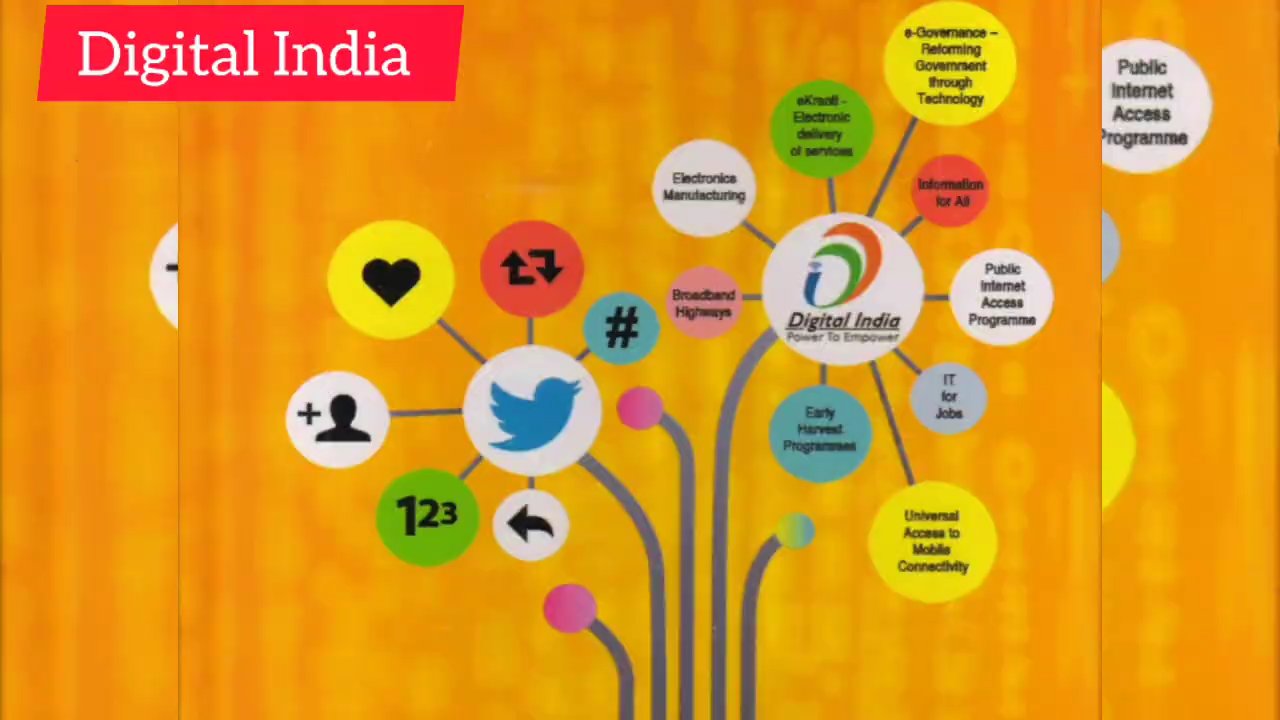 Digital India
e-Governance –
Reforming
Government
through
Technology
Public
Internet
Access
Programme
eKranti -
Electronic
delivery
of services
Electronics
Manufacturing
Information
for All
Broadband
Highways
Digital India
Power To Empower
Public
Internet
Access
Programme
#
IT
for
Jobs
Early
Harvest
Programmes
+
123
Universal
Access to
Mobile
Connectivity